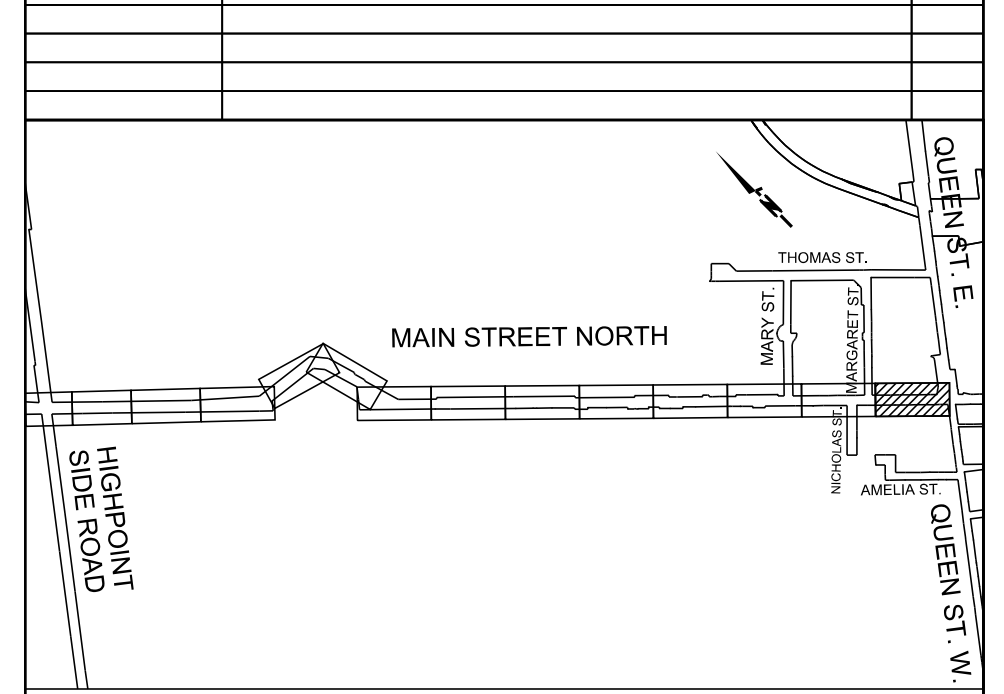 QUEEN ST. E.
N
THOMAS ST.
MARY ST.
MARGARET ST.
MAIN STREET NORTH
NICHOLAS ST.
HIGHPOINT
SIDE ROAD
AMELIA ST.
QUEEN ST. W.